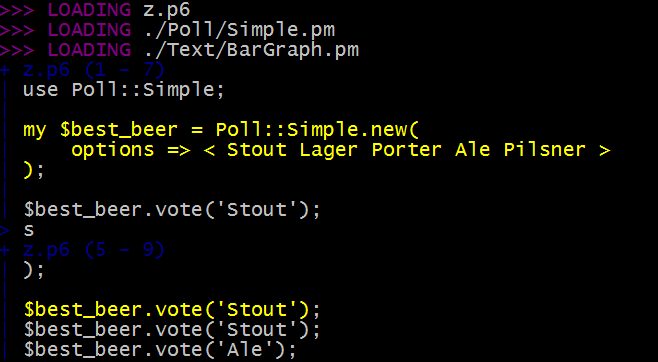 >>> LOADING z.p6
>>> LOADING ./Poll/Simple.pm
>>> LOADING ./Text/BarGraph.pm
+ z.p6 (1 - 7)
| use Poll::Simple;
|
| my $best_beer = Poll::Simple.new(
|     options => < Stout Lager Porter Ale Pilsner >
| );
|
| $best_beer.vote('Stout');
> s
+ z.p6 (5 - 9)
| );
|
| $best_beer.vote('Stout');
| $best_beer.vote('Stout');
| $best_beer.vote('Ale');